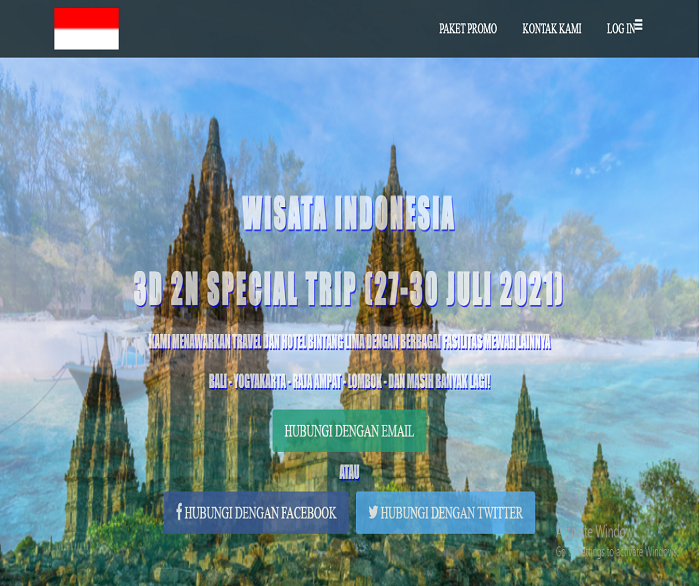 PAKET PROMO KONTAK KAMI LOG IN
WISATA INDONESIA
3D 2N SPECIAL TRIP (27-30 JULI 2021)
KAMI MENAWARKAN TRAVEL DAN HOTEL BINTANG LIMA DENGAN BERBAGAI FASILITAS MEWAH LAINNYA
BALI - YOGYAKARTA - RAJA AMPAT - LOMBOK - DAN MASIH BANYAK LAGI!
HUBUNGI DENGAN EMAIL
ATAU
HUBUNGI DENGAN FACEBOOK HUBUNGI DENGAN TWITTER
Activate Windows
Go to Settings to activate Windows.